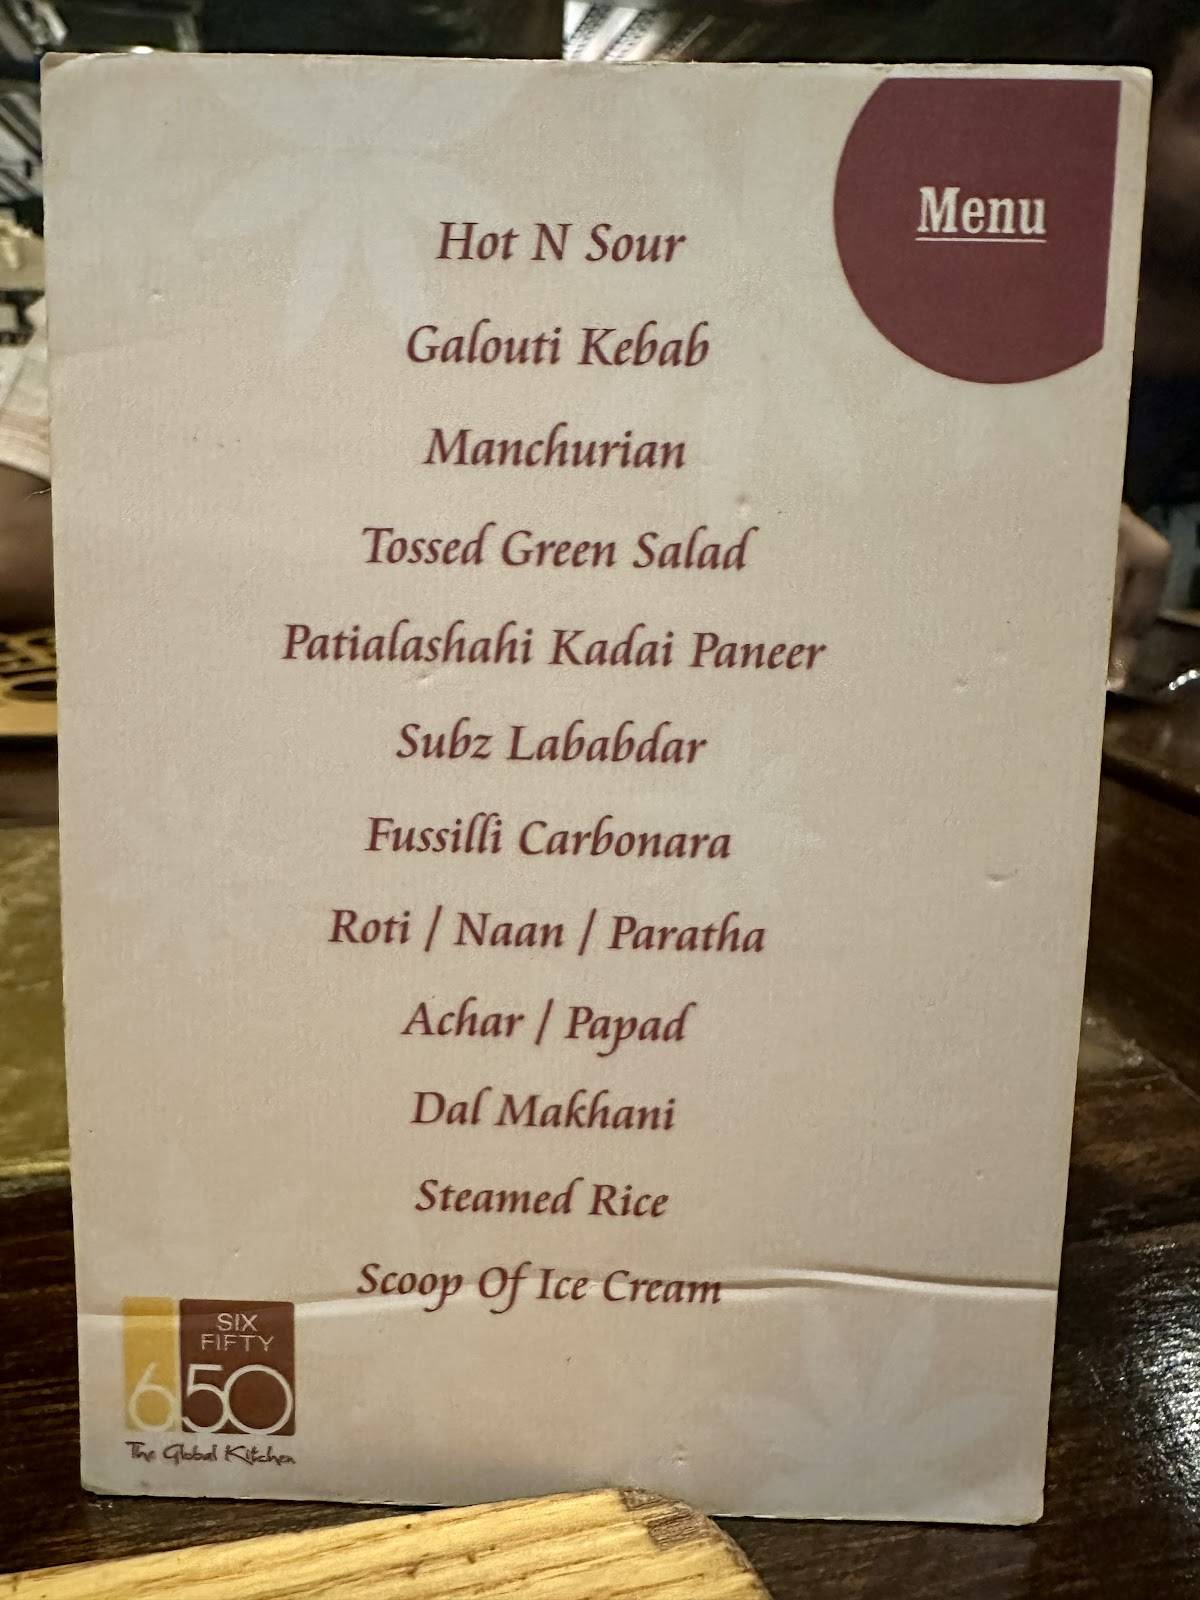 Menu
Hot N Sour
Galouti Kebab
Manchurian
Tossed Green Salad
Patialashahi Kadai Paneer
Subz Lababdar
Fussilli Carbonara
Roti / Naan / Paratha
Achar / Papad
Dal Makhani
Steamed Rice
Scoop Of Ice Cream
SIX
FIFTY
650
The Global Kitchen